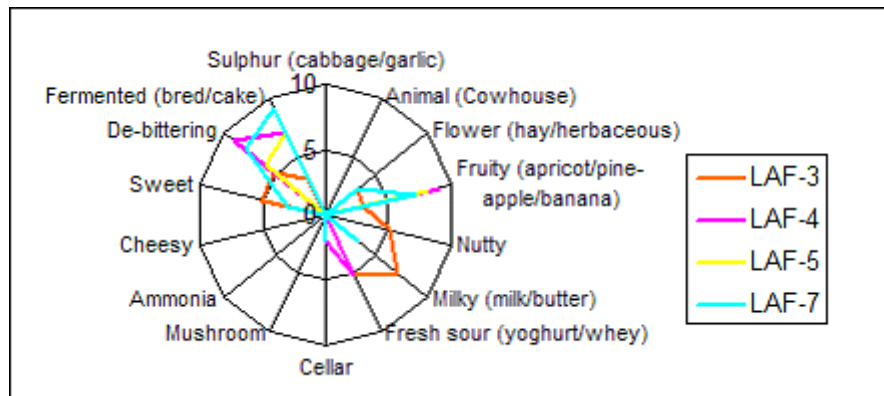 Sulphur (cabbage/garlic)
10
Fermented (bred/cake)
Animal (Cowhouse)
De-bittering
Flower (hay/herbaceous)
5
Fruity (apricot/pine-
apple/banana)
Sweet
0
Cheesy
Nutty
Ammonia
Milky (milk/butter)
Mushroom
Fresh sour (yoghurt/whey)
Cellar
LAF-3
LAF-4
LAF-5
LAF-7